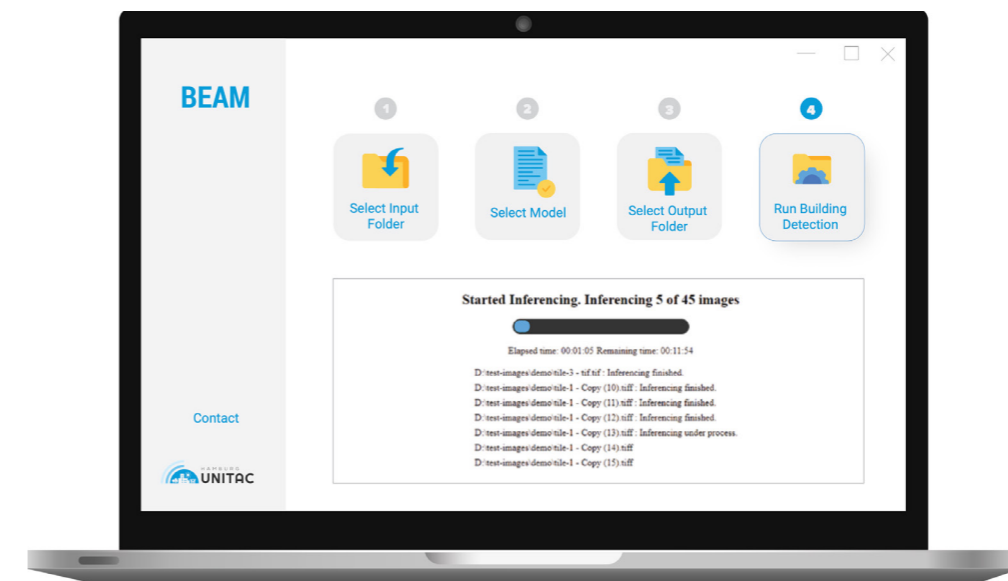 BEAM
1
2
3
4
Select Input
Folder
Select Model
Select Output
Folder
Run Building
Detection
Started Inferencing. Inferencing 5 of 45 images
Elapsed time: 00:01:05 Remaining time: 00:11:54
D:\test-images\demo\tile-3 - tif.tif : Inferencing finished.
D:\test-images\demo\tile-1 - Copy (10).tiff : Inferencing finished.
D:\test-images\demo\tile-1 - Copy (11).tiff : Inferencing finished.
D:\test-images\demo\tile-1 - Copy (12).tiff : Inferencing finished.
D:\test-images\demo\tile-1 - Copy (13).tiff : Inferencing under process.
D:\test-images\demo\tile-1 - Copy (14).tiff
D:\test-images\demo\tile-1 - Copy (15).tiff
Contact
HAMBURG
UNITAC